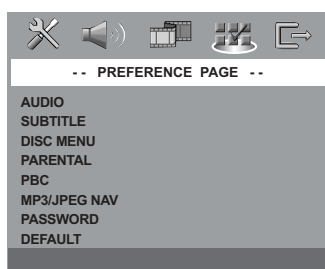 -- PREFERENCE PAGE --
AUDIO
SUBTITLE
DISC MENU
PARENTAL
PBC
MP3/JPEG NAV
PASSWORD
DEFAULT